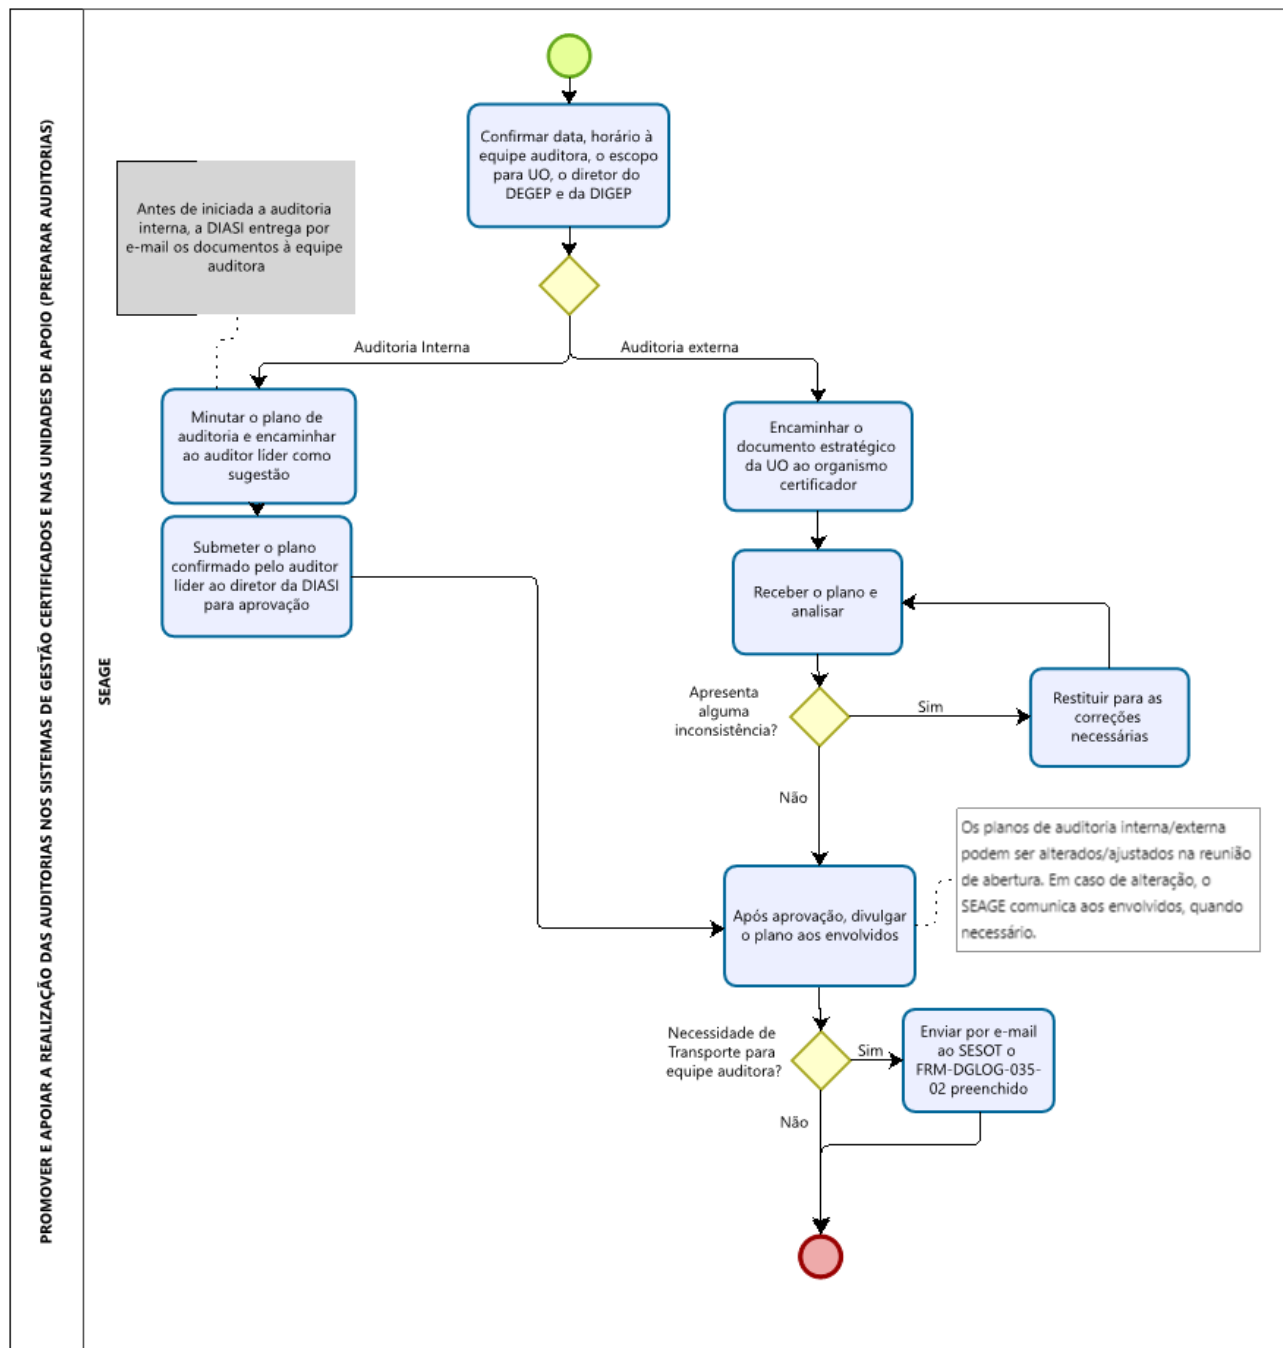 PROMOVER E APOIAR A REALIZAÇÃO DAS AUDITORIAS NOS SISTEMAS DE GESTÃO CERTIFICADOS E NAS UNIDADES DE APOIO (PREPARAR AUDITORIAS)
SEAGE
Confirmar data, horário à
equipe auditora, o escopo
para UO, o diretor do
DEGEP e da DIGEP
Antes de iniciada a auditoria
interna, a DIASI entrega por
e-mail os documentos à equipe
auditora
Auditoria Interna
Auditoria externa
Minutar o plano de
auditoria e encaminhar
ao auditor líder como
sugestão
Submeter o plano
confirmado pelo auditor
líder ao diretor da DIASI
para aprovação
Encaminhar o
documento estratégico
da UO ao organismo
certificador
Receber o plano e
analisar
Apresenta
alguma
inconsistência?
Sim
Restituir para as
correções
necessárias
Não
Os planos de auditoria interna/externa
podem ser alterados/ajustados na reunião
de abertura. Em caso de alteração, o
SEAGE comunica aos envolvidos, quando
necessário.
Após aprovação, divulgar
o plano aos envolvidos
Necessidade de
Transporte para
equipe auditora?
Sim
Enviar por e-mail
ao SESOT o
FRM-DGLOG-035-
02 preenchido
Não